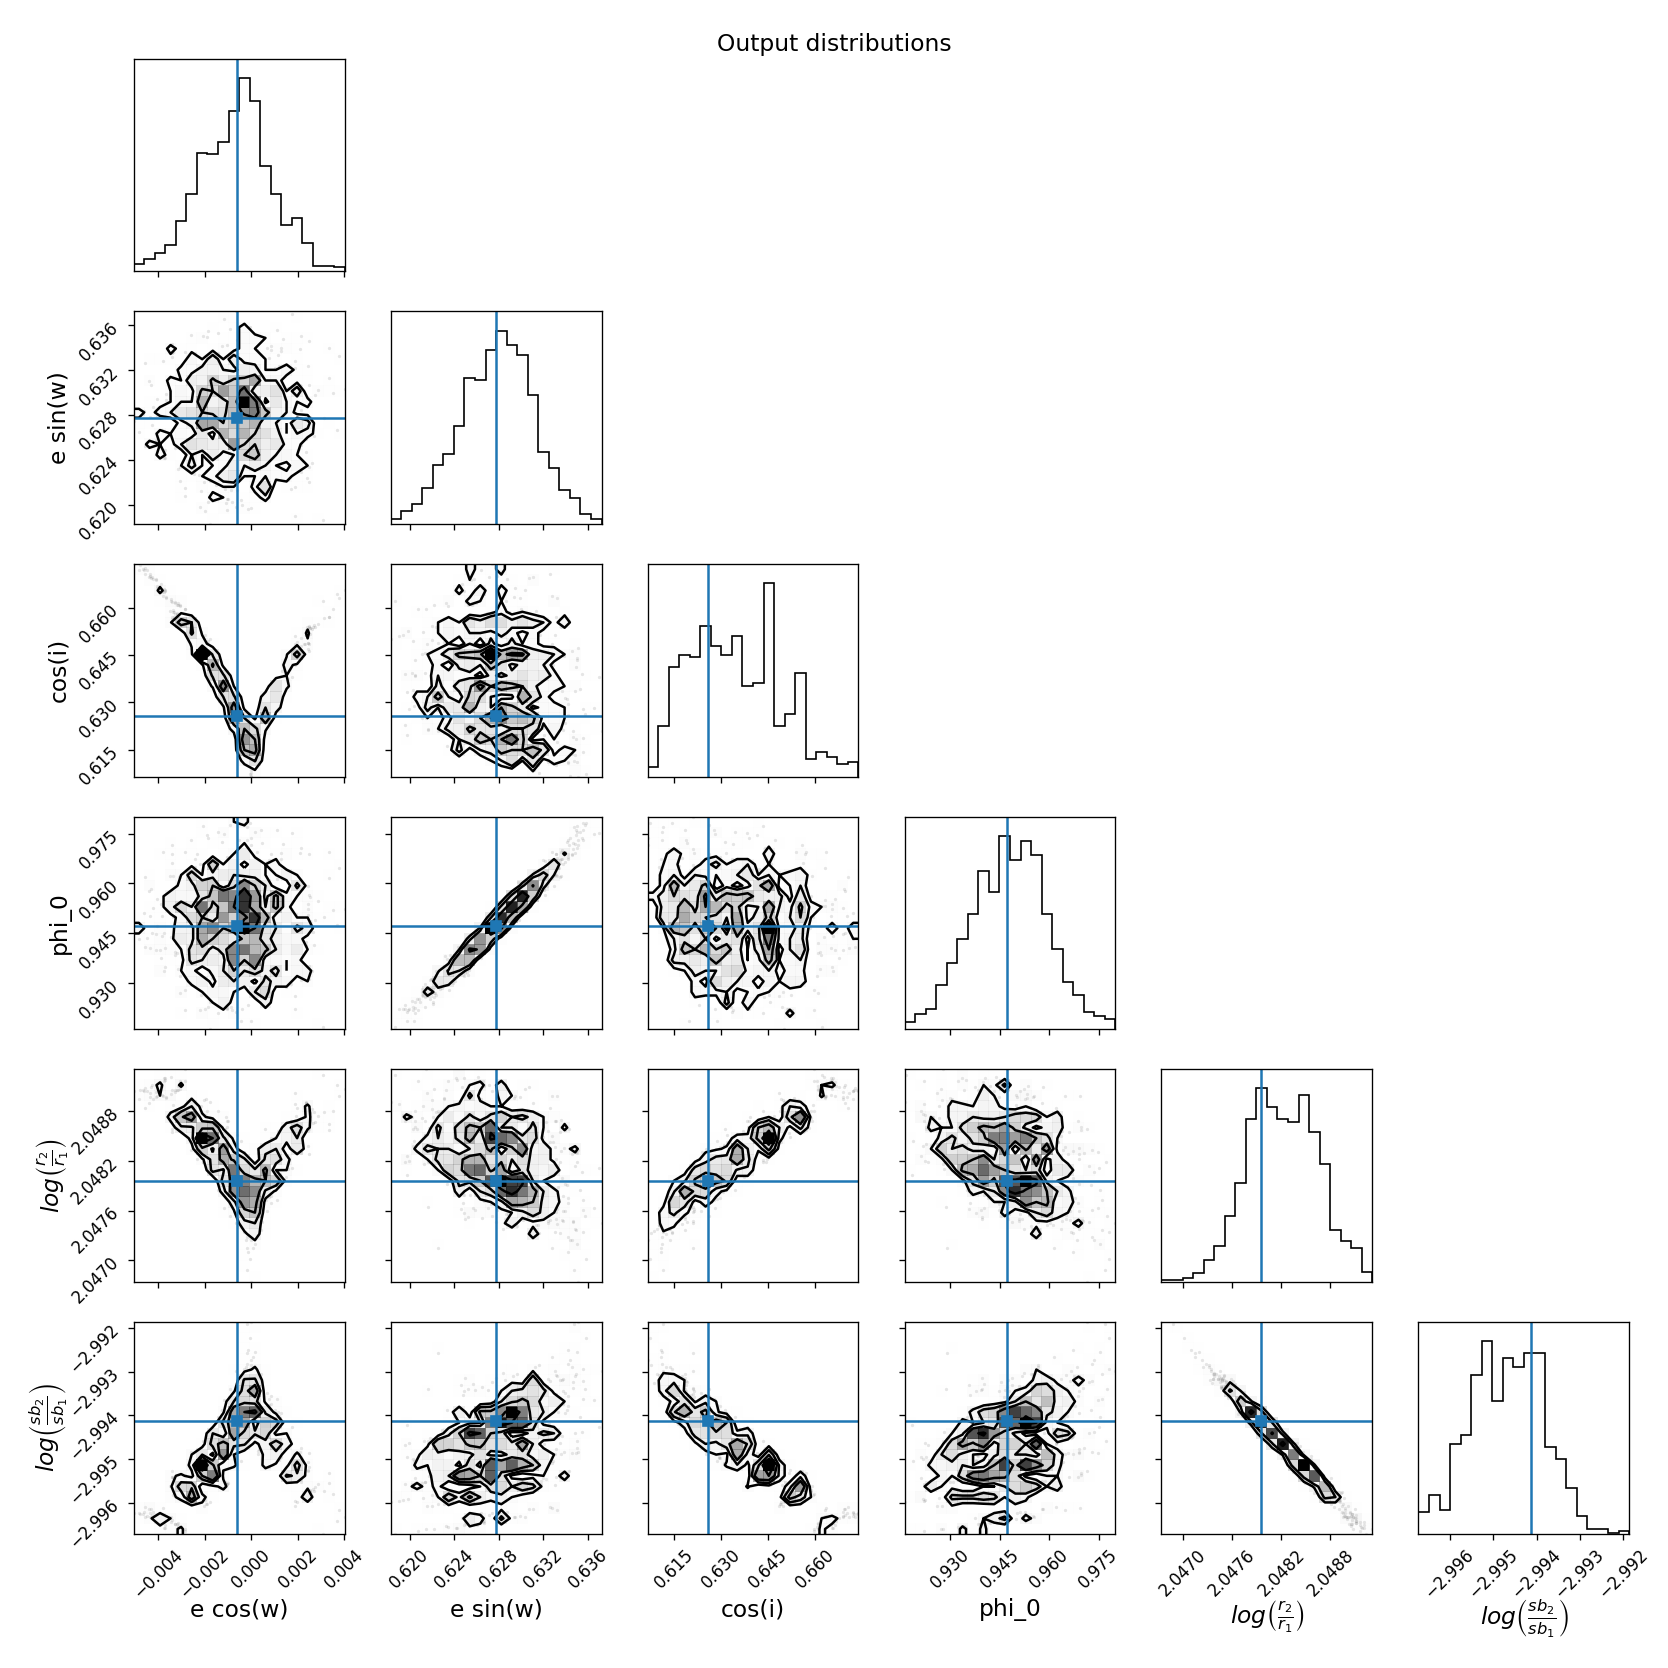 Output distributions
e sin(w)
0.636
0.632
0.628
0.624
0.620
cos(i)
0.660
0.645
0.630
0.615
phi_0
0.975
0.960
0.945
0.930
log(r2/r1)
2.0488
2.0482
2.0476
2.0470
log(sb2/sb1)
−2.992
−2.993
−2.994
−2.995
−2.996
−0.004 −0.002 0.000 0.002 0.004
0.620 0.624 0.628 0.632 0.636
0.615 0.630 0.645 0.660
0.930 0.945 0.960 0.975
2.0470 2.0476 2.0482 2.0488
−2.996 −2.995 −2.994 −2.993 −2.992
e cos(w)
e sin(w)
cos(i)
phi_0
log(r2/r1)
log(sb2/sb1)